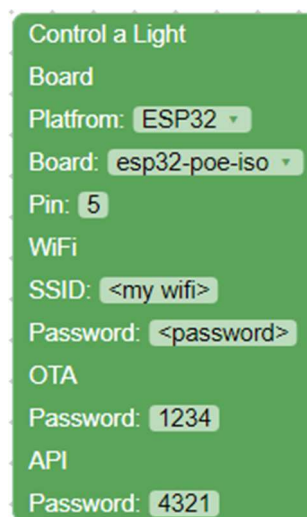 Control a Light
Board
Platfrom: ESP32
Board: esp32-poe-iso
Pin: 5
WiFi
SSID: <my wifi>
Password: <password>
OTA
Password: 1234
API
Password: 4321